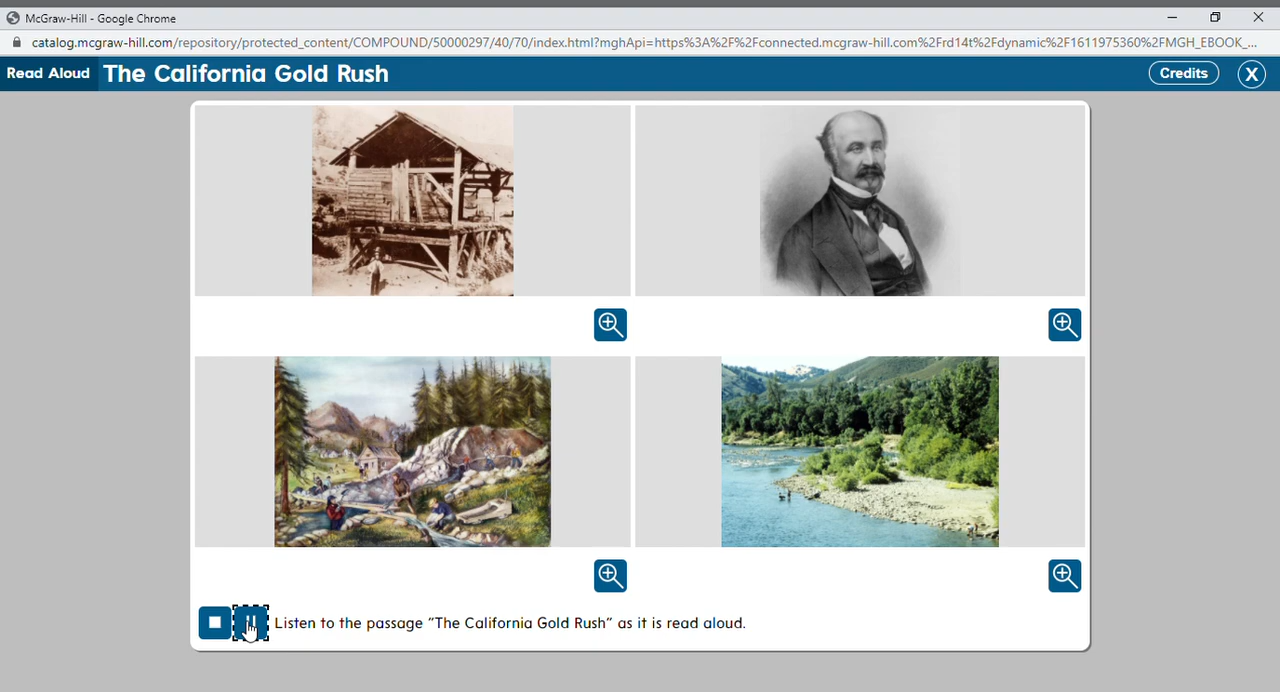 McGraw-Hill - Google Chrome
catalog.mcgraw-hill.com/repository/protected_content/COMPOUND/50000297/40/70/index.html?mghApi=https%3A%2F%2Fconnected.mcgraw-hill.com%2Frd14t%2Fdynamic%2F1611975360%2FMGH_EBOOK_...
Read Aloud The California Gold Rush Credits X
Listen to the passage "The California Gold Rush" as it is read aloud.